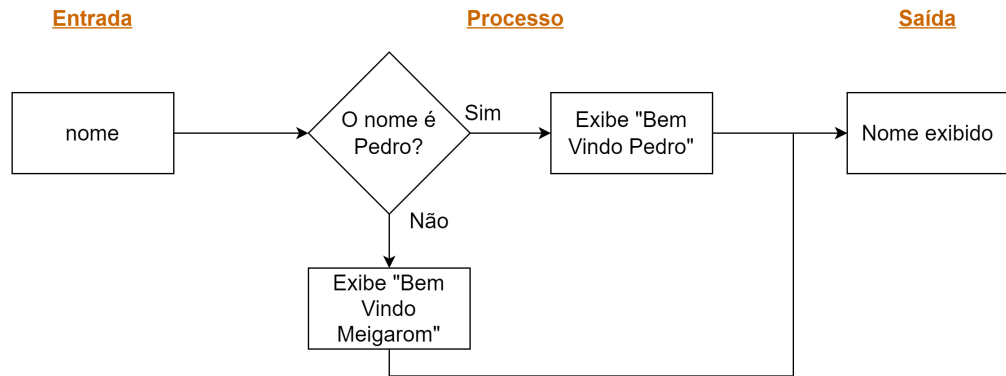 Entrada
Processo
Saída
nome
O nome é
Pedro?
Sim
Exibe "Bem
Vindo Pedro"
Nome exibido
Não
Exibe "Bem
Vindo
Meigarom"